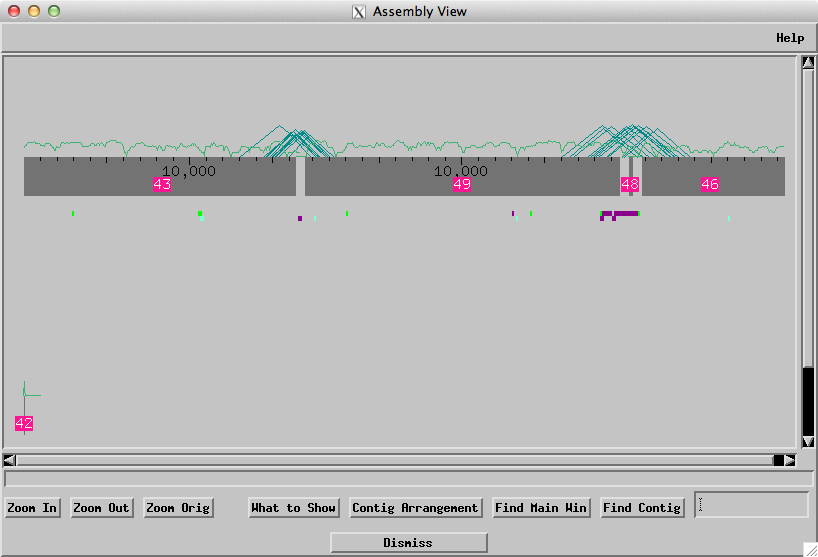 Assembly View
Help
10,000 10,000
43 49 48 46
42
Zoom In Zoom Out Zoom Orig What to Show Contig Arrangement Find Main Win Find Contig
Dismiss